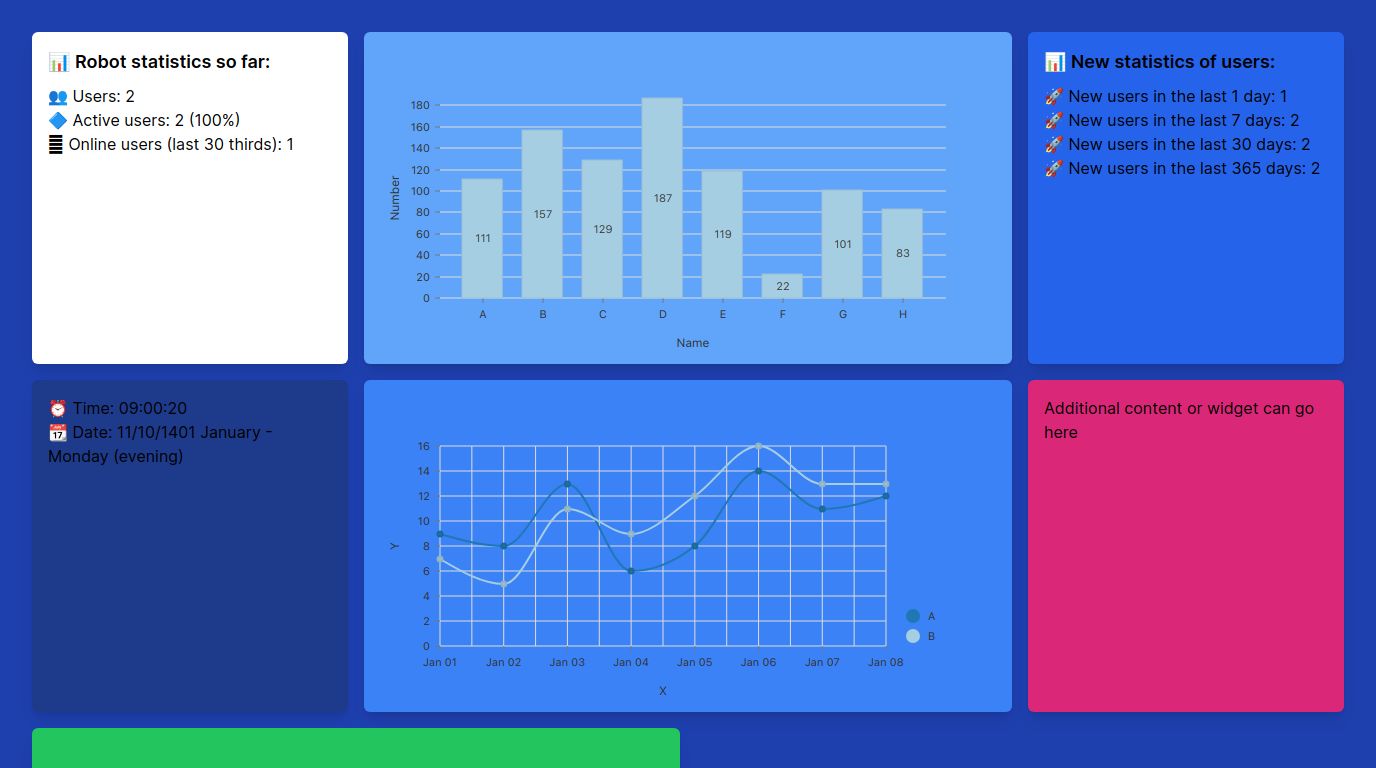 📊 Robot statistics so far:
👥 Users: 2
🔷 Active users: 2 (100%)
Online users (last 30 thirds): 1
180
160
140
120
100
80
60
40
20
0
Number
111
157
129
187
119
22
101
83
A B C D E F G H
Name
📊 New statistics of users:
🚀 New users in the last 1 day: 1
🚀 New users in the last 7 days: 2
🚀 New users in the last 30 days: 2
🚀 New users in the last 365 days: 2
⏰ Time: 09:00:20
📆 Date: 11/10/1401 January -
Monday (evening)
16
14
12
10
8
6
4
2
0
Y
Jan 01 Jan 02 Jan 03 Jan 04 Jan 05 Jan 06 Jan 07 Jan 08
X
A
B
Additional content or widget can go
here